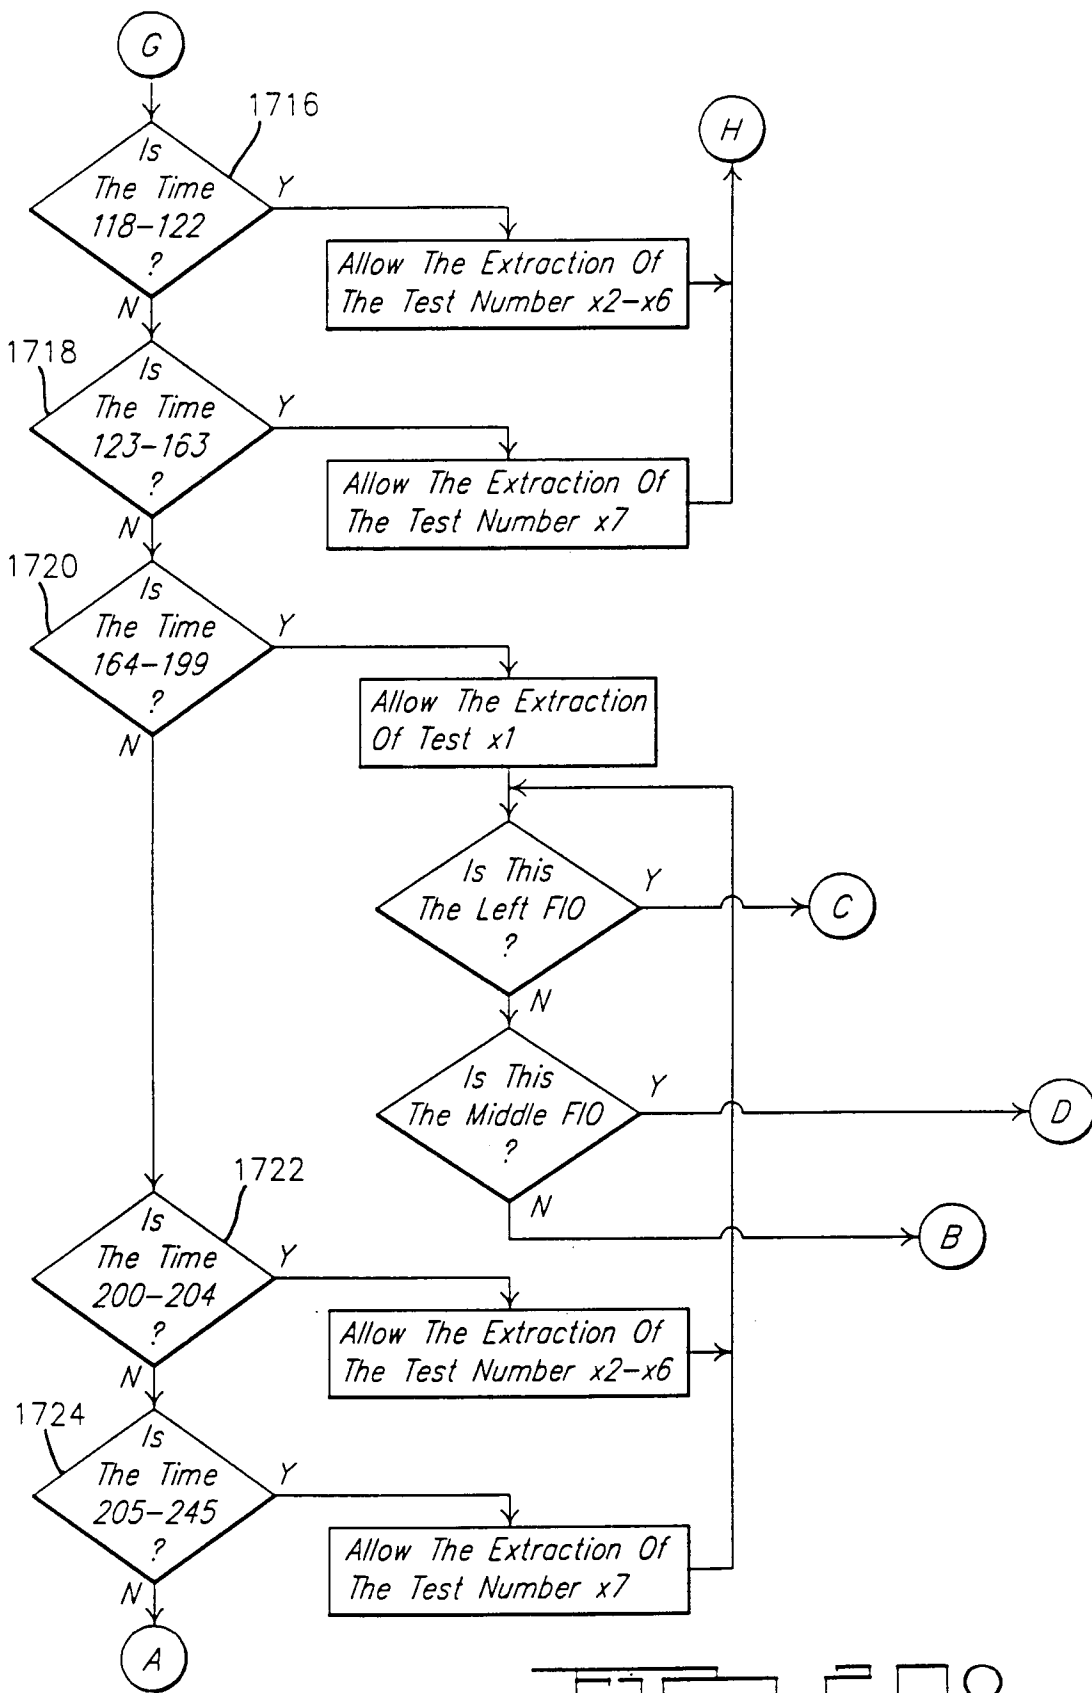 G
1716
Is
The Time
118-122
?
Y
N
Allow The Extraction Of
The Test Number x2-x6
H
1718
Is
The Time
123-163
?
Y
N
Allow The Extraction Of
The Test Number x7
1720
Is
The Time
164-199
?
Y
N
Allow The Extraction
Of Test x1
Is This
The Left FIO
?
Y
N
C
Is This
The Middle FIO
?
Y
N
D
B
1722
Is
The Time
200-204
?
Y
N
Allow The Extraction Of
The Test Number x2-x6
1724
Is
The Time
205-245
?
Y
N
Allow The Extraction Of
The Test Number x7
A